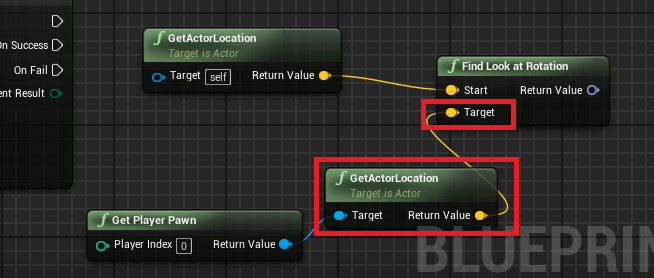 On Success
On Fail
ent Result
f GetActorLocation
Target is Actor
Target self Return Value
f Find Look at Rotation
Start Return Value
Target
f GetActorLocation
Target is Actor
Target Return Value
f Get Player Pawn
Player Index 0 Return Value
BLUEPRIN